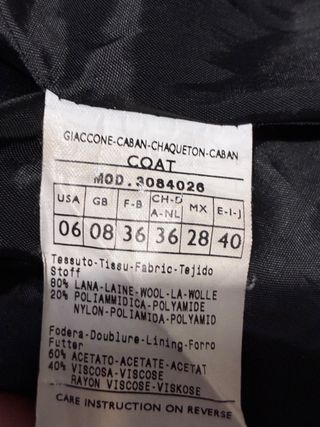 GIACCONE-CABAN-CHAQUETON-CABAN
COAT
MOD.3084026
USA GB F-B CH-D A-NL MX E-I-J
06 08 36 36 28 40
Tessuto-Tissu-Fabric-Tejido
Stoff
80% LANA-LAINE-WOOL-LA-WOLLE
20% POLIAMMIDICA-POLYAMIDE
NYLON-POLIAMIDA-POLYAMID
Fodera-Doublure-Lining-Forro
Futter
60% ACETATO-ACETATE-ACETAT
40% VISCOSA-VISCOSE
RAYON VISCOSE-VISKOSE
CARE INSTRUCTION ON REVERSE